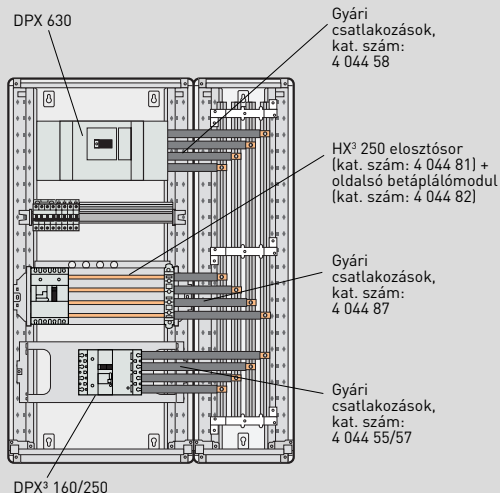 DPX 630
Gyári
csatlakozások,
kat. szám:
4 044 58
HX³ 250 elosztósor
(kat. szám: 4 044 81) +
oldalsó betáplálómodul
(kat. szám: 4 044 82)
Gyári
csatlakozások,
kat. szám:
4 044 87
Gyári
csatlakozások,
kat. szám:
4 044 55/57
DPX³ 160/250